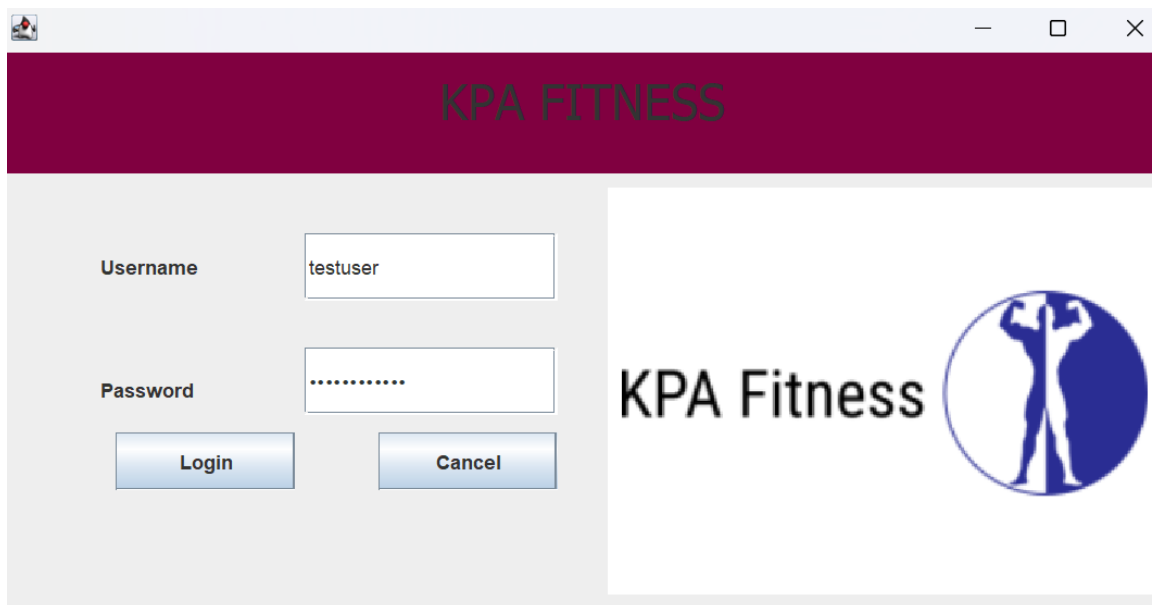 KPA FITNESS
Username
testuser
Password
••••••••••••
Login
Cancel
KPA Fitness